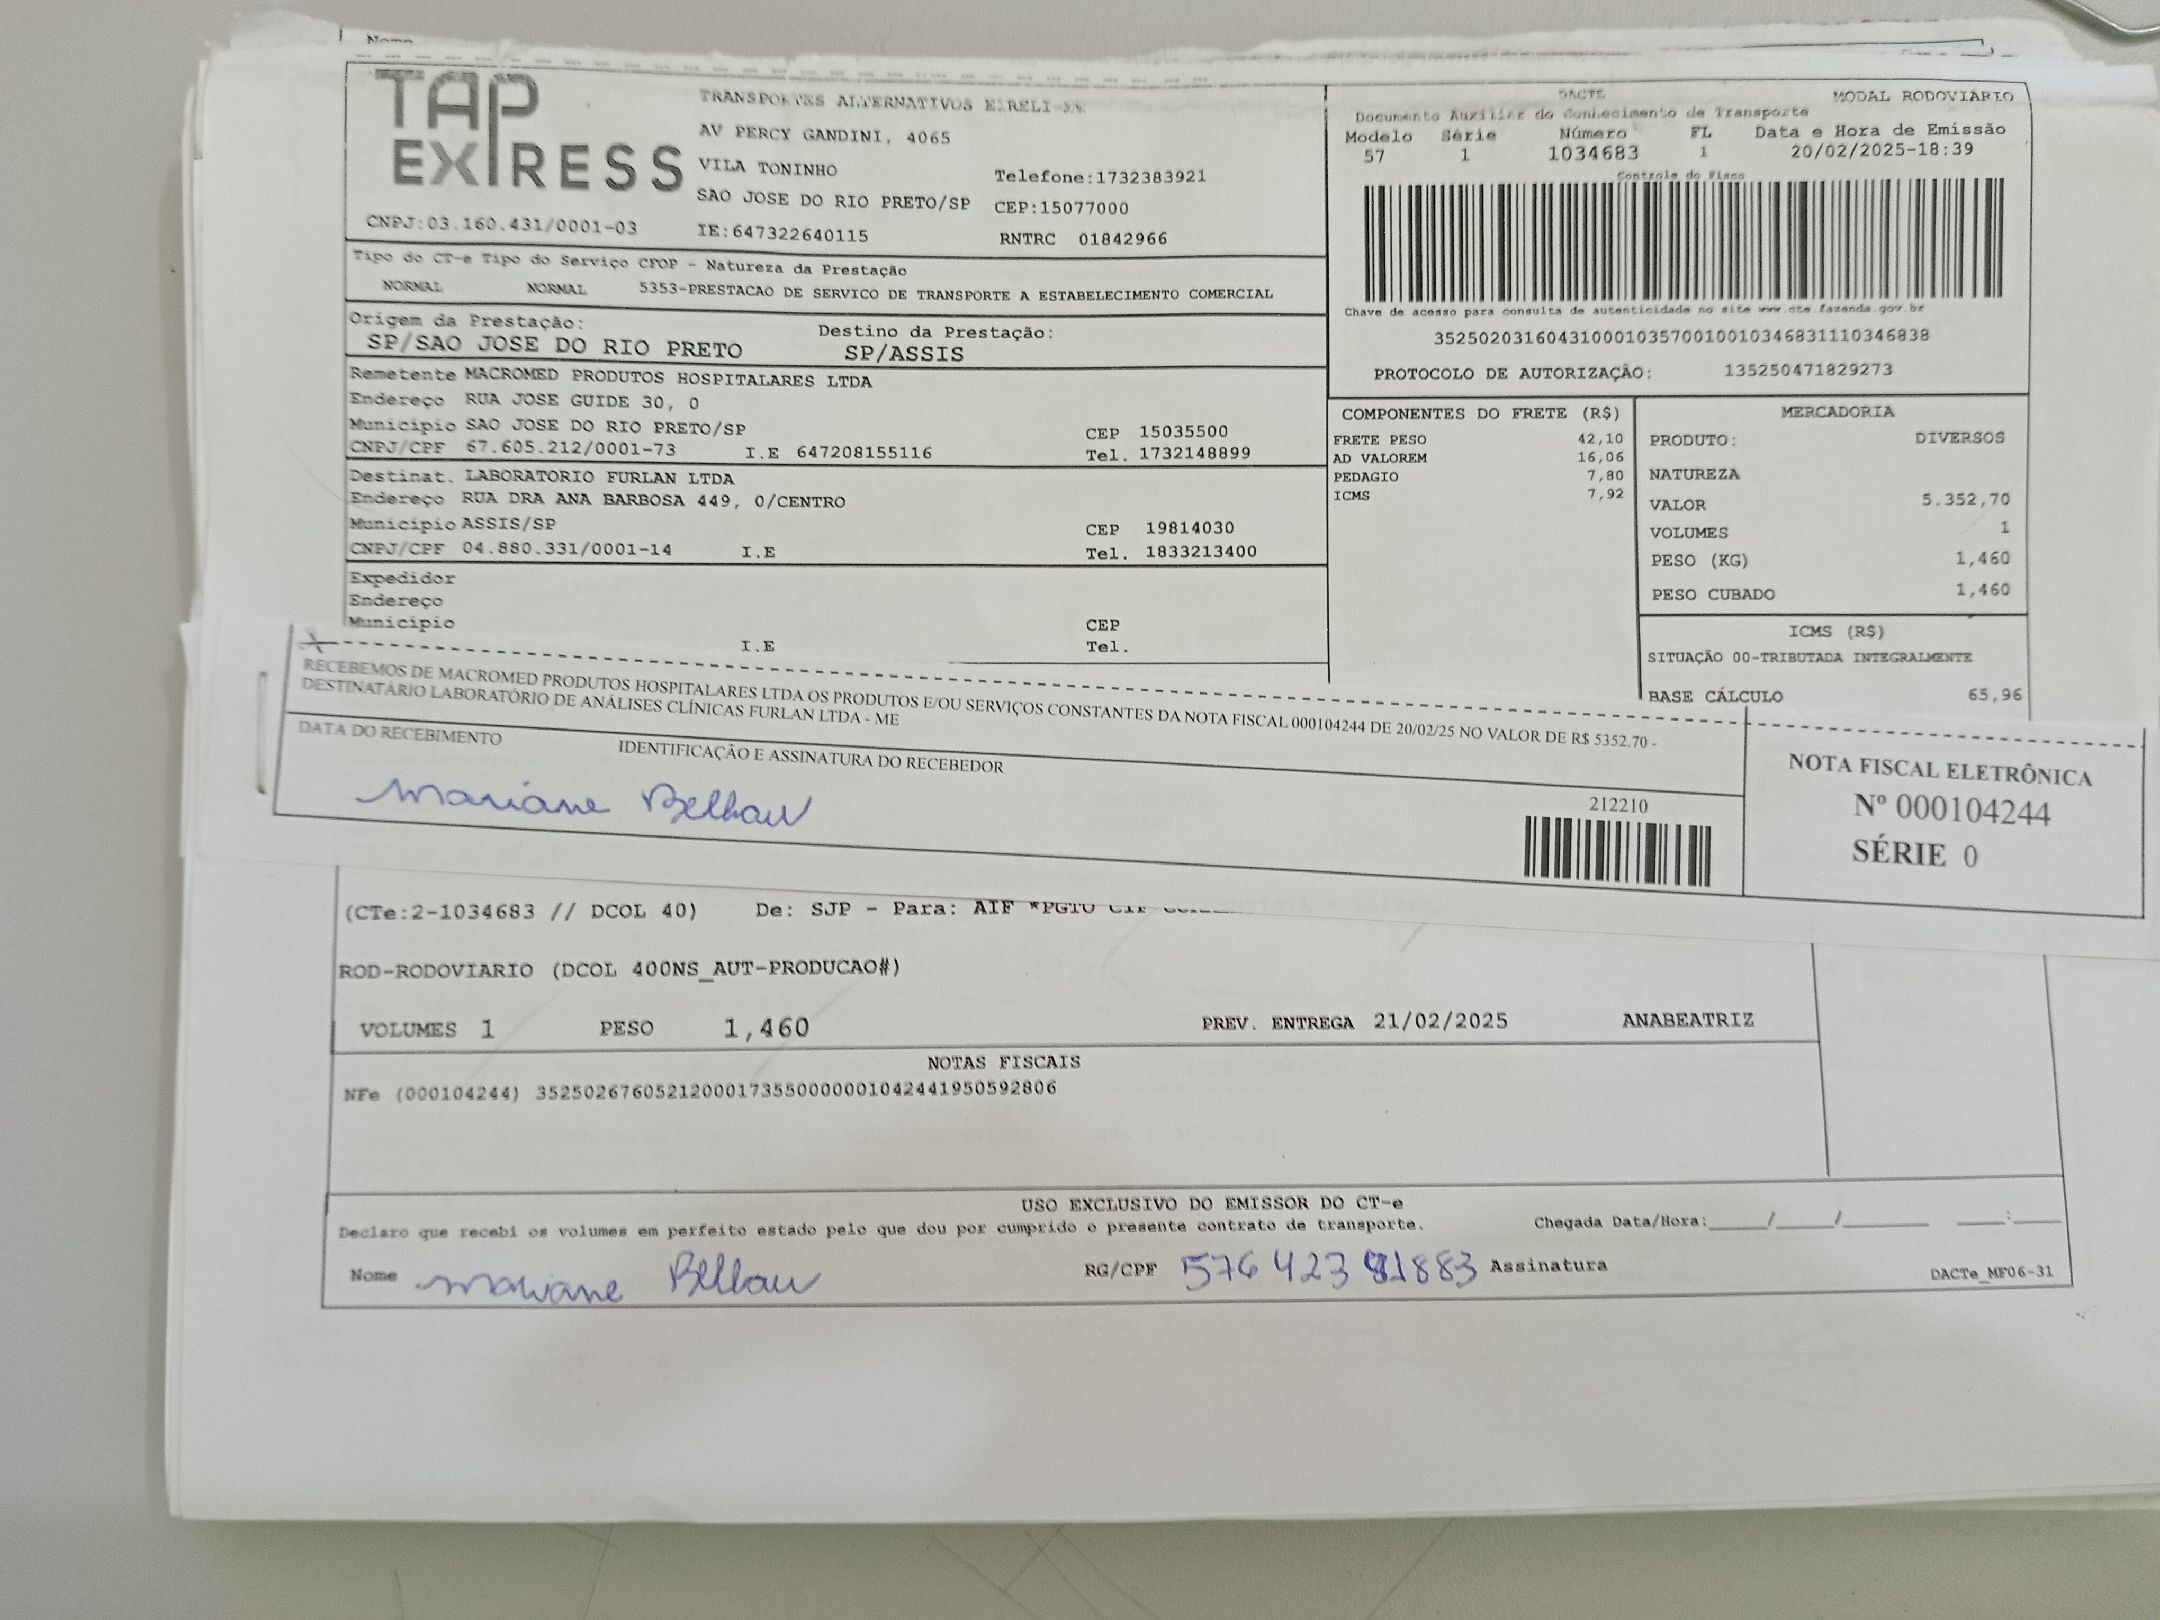 Nome
TAP EXPRESS
TRANSPORTES ALTERNATIVOS EIRELI-
AV PERCY GANDINI, 4065
VILA TONINHO
Telefone:1732383921
SAO JOSE DO RIO PRETO/SP
CEP:15077000
CNPJ:03.160.431/0001-03
IE:647322640115
RNTRC 01842966
DACTE
MODAL RODOVIÁRIO
Documento Auxiliar do Conhecimento de Transporte
Modelo Série Número FL Data e Hora de Emissão
57 1 1034683 1 20/02/2025-18:39
Controle do Fisco
Chave de acesso para consulta de autenticidade no site www.cte.fazenda.gov.br
35250203160431000103570010010346831110346838
PROTOCOLO DE AUTORIZAÇÃO: 135250471829273
Tipo do CT-e Tipo do Serviço CFOP - Natureza da Prestação
NORMAL NORMAL 5353-PRESTACAO DE SERVICO DE TRANSPORTE A ESTABELECIMENTO COMERCIAL
Origem da Prestação: Destino da Prestação:
SP/SAO JOSE DO RIO PRETO SP/ASSIS
Remetente MACROMED PRODUTOS HOSPITALARES LTDA
Endereço RUA JOSE GUIDE 30, 0
Município SAO JOSE DO RIO PRETO/SP CEP 15035500
CNPJ/CPF 67.605.212/0001-73 I.E 647208155116 Tel. 1732148899
Destinat. LABORATORIO FURLAN LTDA
Endereço RUA DRA ANA BARBOSA 449, 0/CENTRO
Município ASSIS/SP CEP 19814030
CNPJ/CPF 04.880.331/0001-14 I.E Tel. 1833213400
Expedidor
Endereço
Município CEP
I.E Tel.
COMPONENTES DO FRETE (R$)
FRETE PESO 42,10
AD VALOREM 16,06
PEDAGIO 7,80
ICMS 7,92
MERCADORIA
PRODUTO: DIVERSOS
NATUREZA
VALOR 5.352,70
VOLUMES 1
PESO (KG) 1,460
PESO CUBADO 1,460
ICMS (R$)
SITUAÇÃO 00-TRIBUTADA INTEGRALMENTE
BASE CÁLCULO 65,96
RECEBEMOS DE MACROMED PRODUTOS HOSPITALARES LTDA OS PRODUTOS E/OU SERVIÇOS CONSTANTES DA NOTA FISCAL 000104244 DE 20/02/25 NO VALOR DE R$ 5352.70 -
DESTINATÁRIO LABORATÓRIO DE ANÁLISES CLÍNICAS FURLAN LTDA - ME
DATA DO RECEBIMENTO IDENTIFICAÇÃO E ASSINATURA DO RECEBEDOR
Mariane
212210
NOTA FISCAL ELETRÔNICA
Nº 000104244
SÉRIE 0
(CTe:2-1034683 // DCOL 40) De: SJP - Para: AIF *PGTO CIF
ROD-RODOVIARIO (DCOL 400NS_AUT-PRODUCAO#)
VOLUMES 1 PESO 1,460 PREV. ENTREGA 21/02/2025 ANABEATRIZ
NOTAS FISCAIS
NFe (000104244) 35250267605212000173550000001042441950592806
USO EXCLUSIVO DO EMISSOR DO CT-e
Declaro que recebi os volumes em perfeito estado pelo que dou por cumprido o presente contrato de transporte. Chegada Data/Hora:____/____/______ ___:___
Nome Mariane RG/CPF Assinatura
DACTe_MF06-31